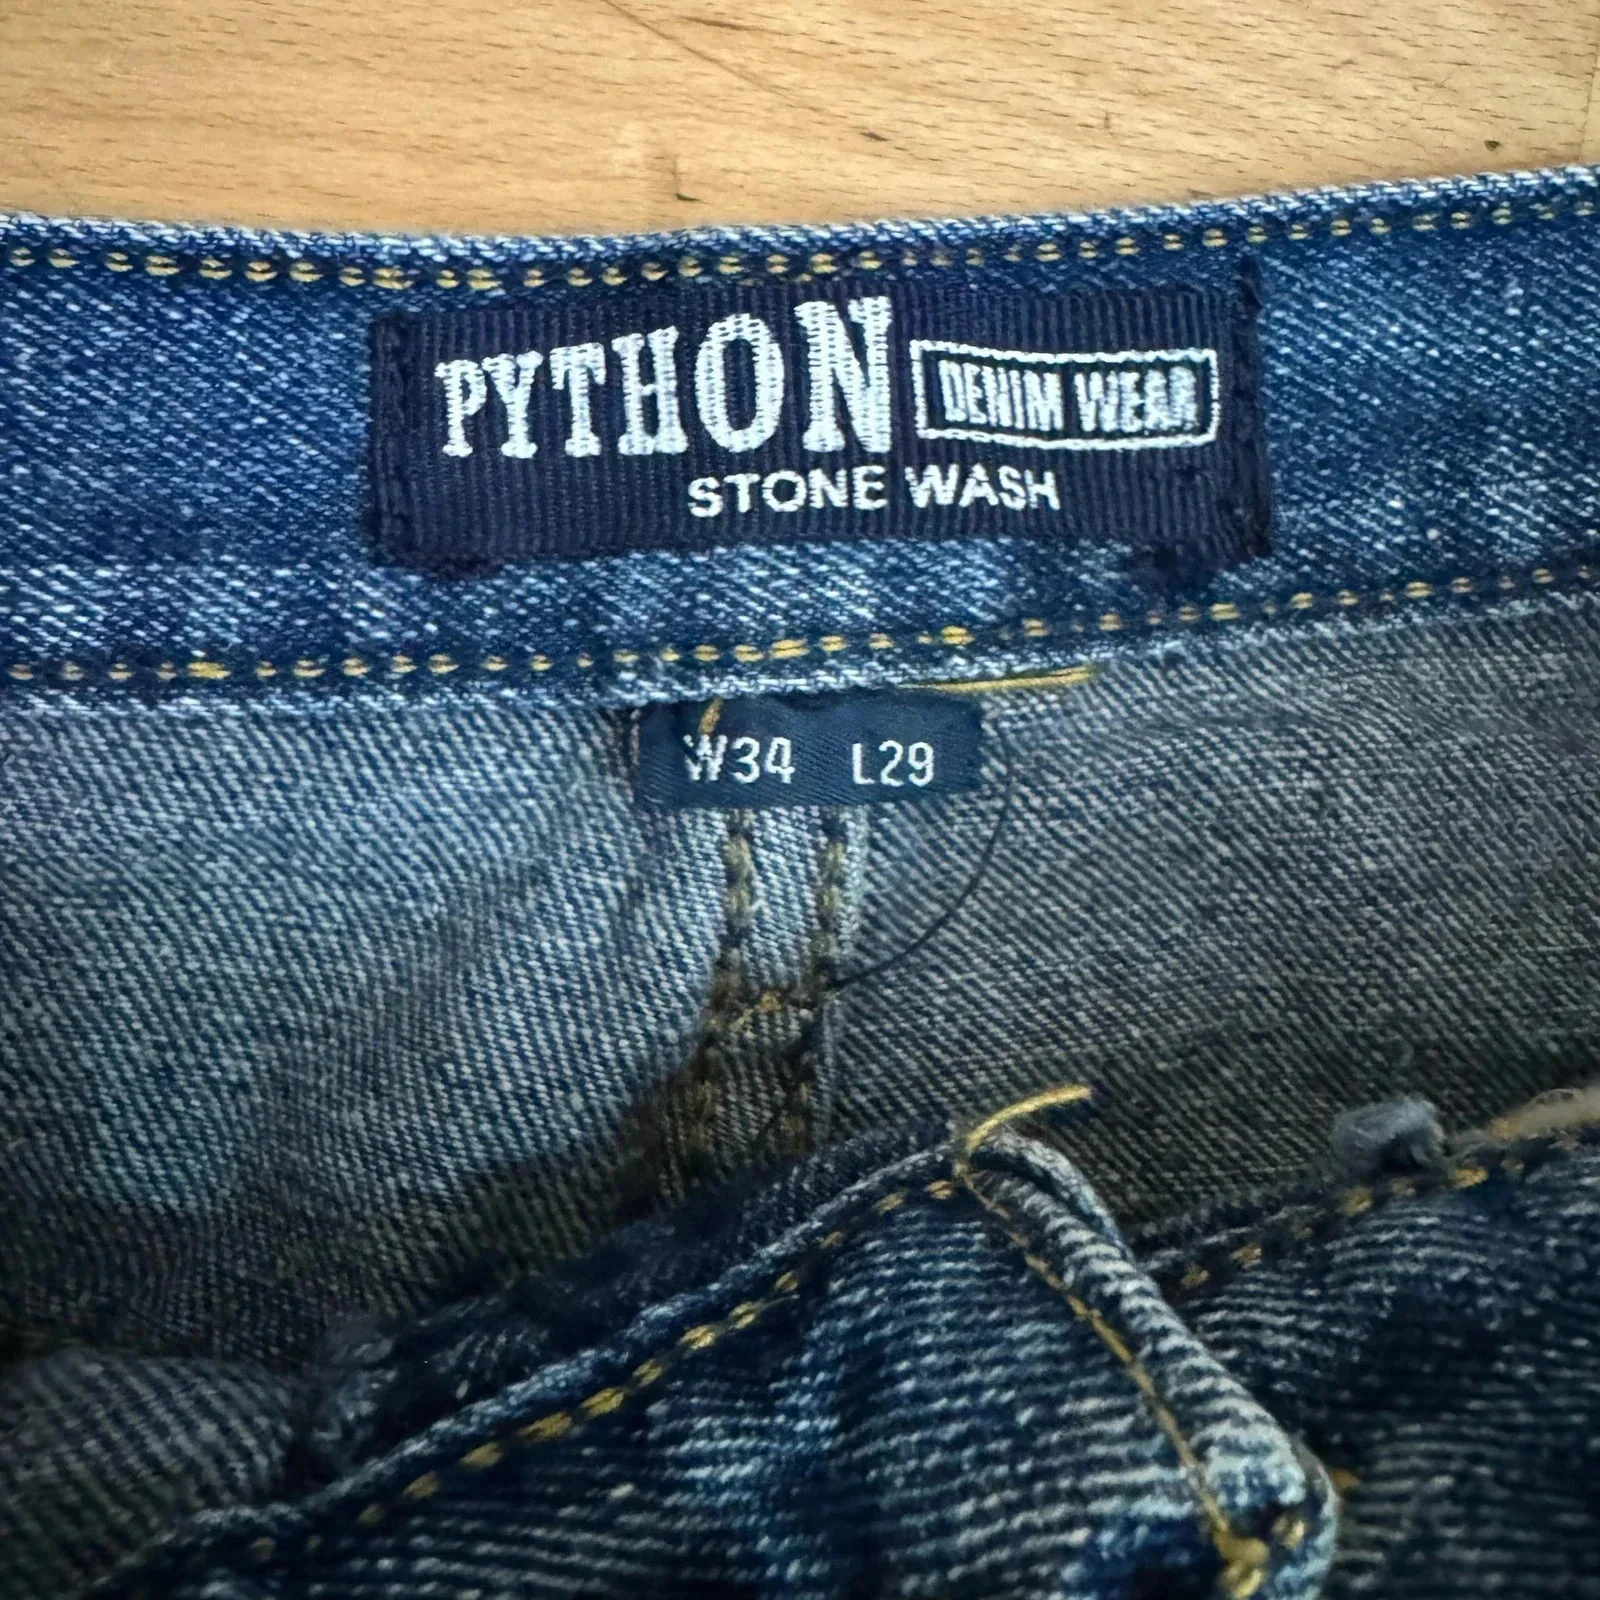 PYTHON DENIM WEAR
STONE WASH
W34 L29